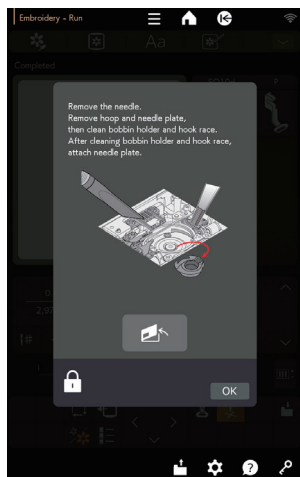 Embroidery - Run
Aa
Completed
Remove the needle.
Remove hoop and needle plate,
then clean bobbin holder and hook race.
After cleaning bobbin holder and hook race,
attach needle plate.
OK
?